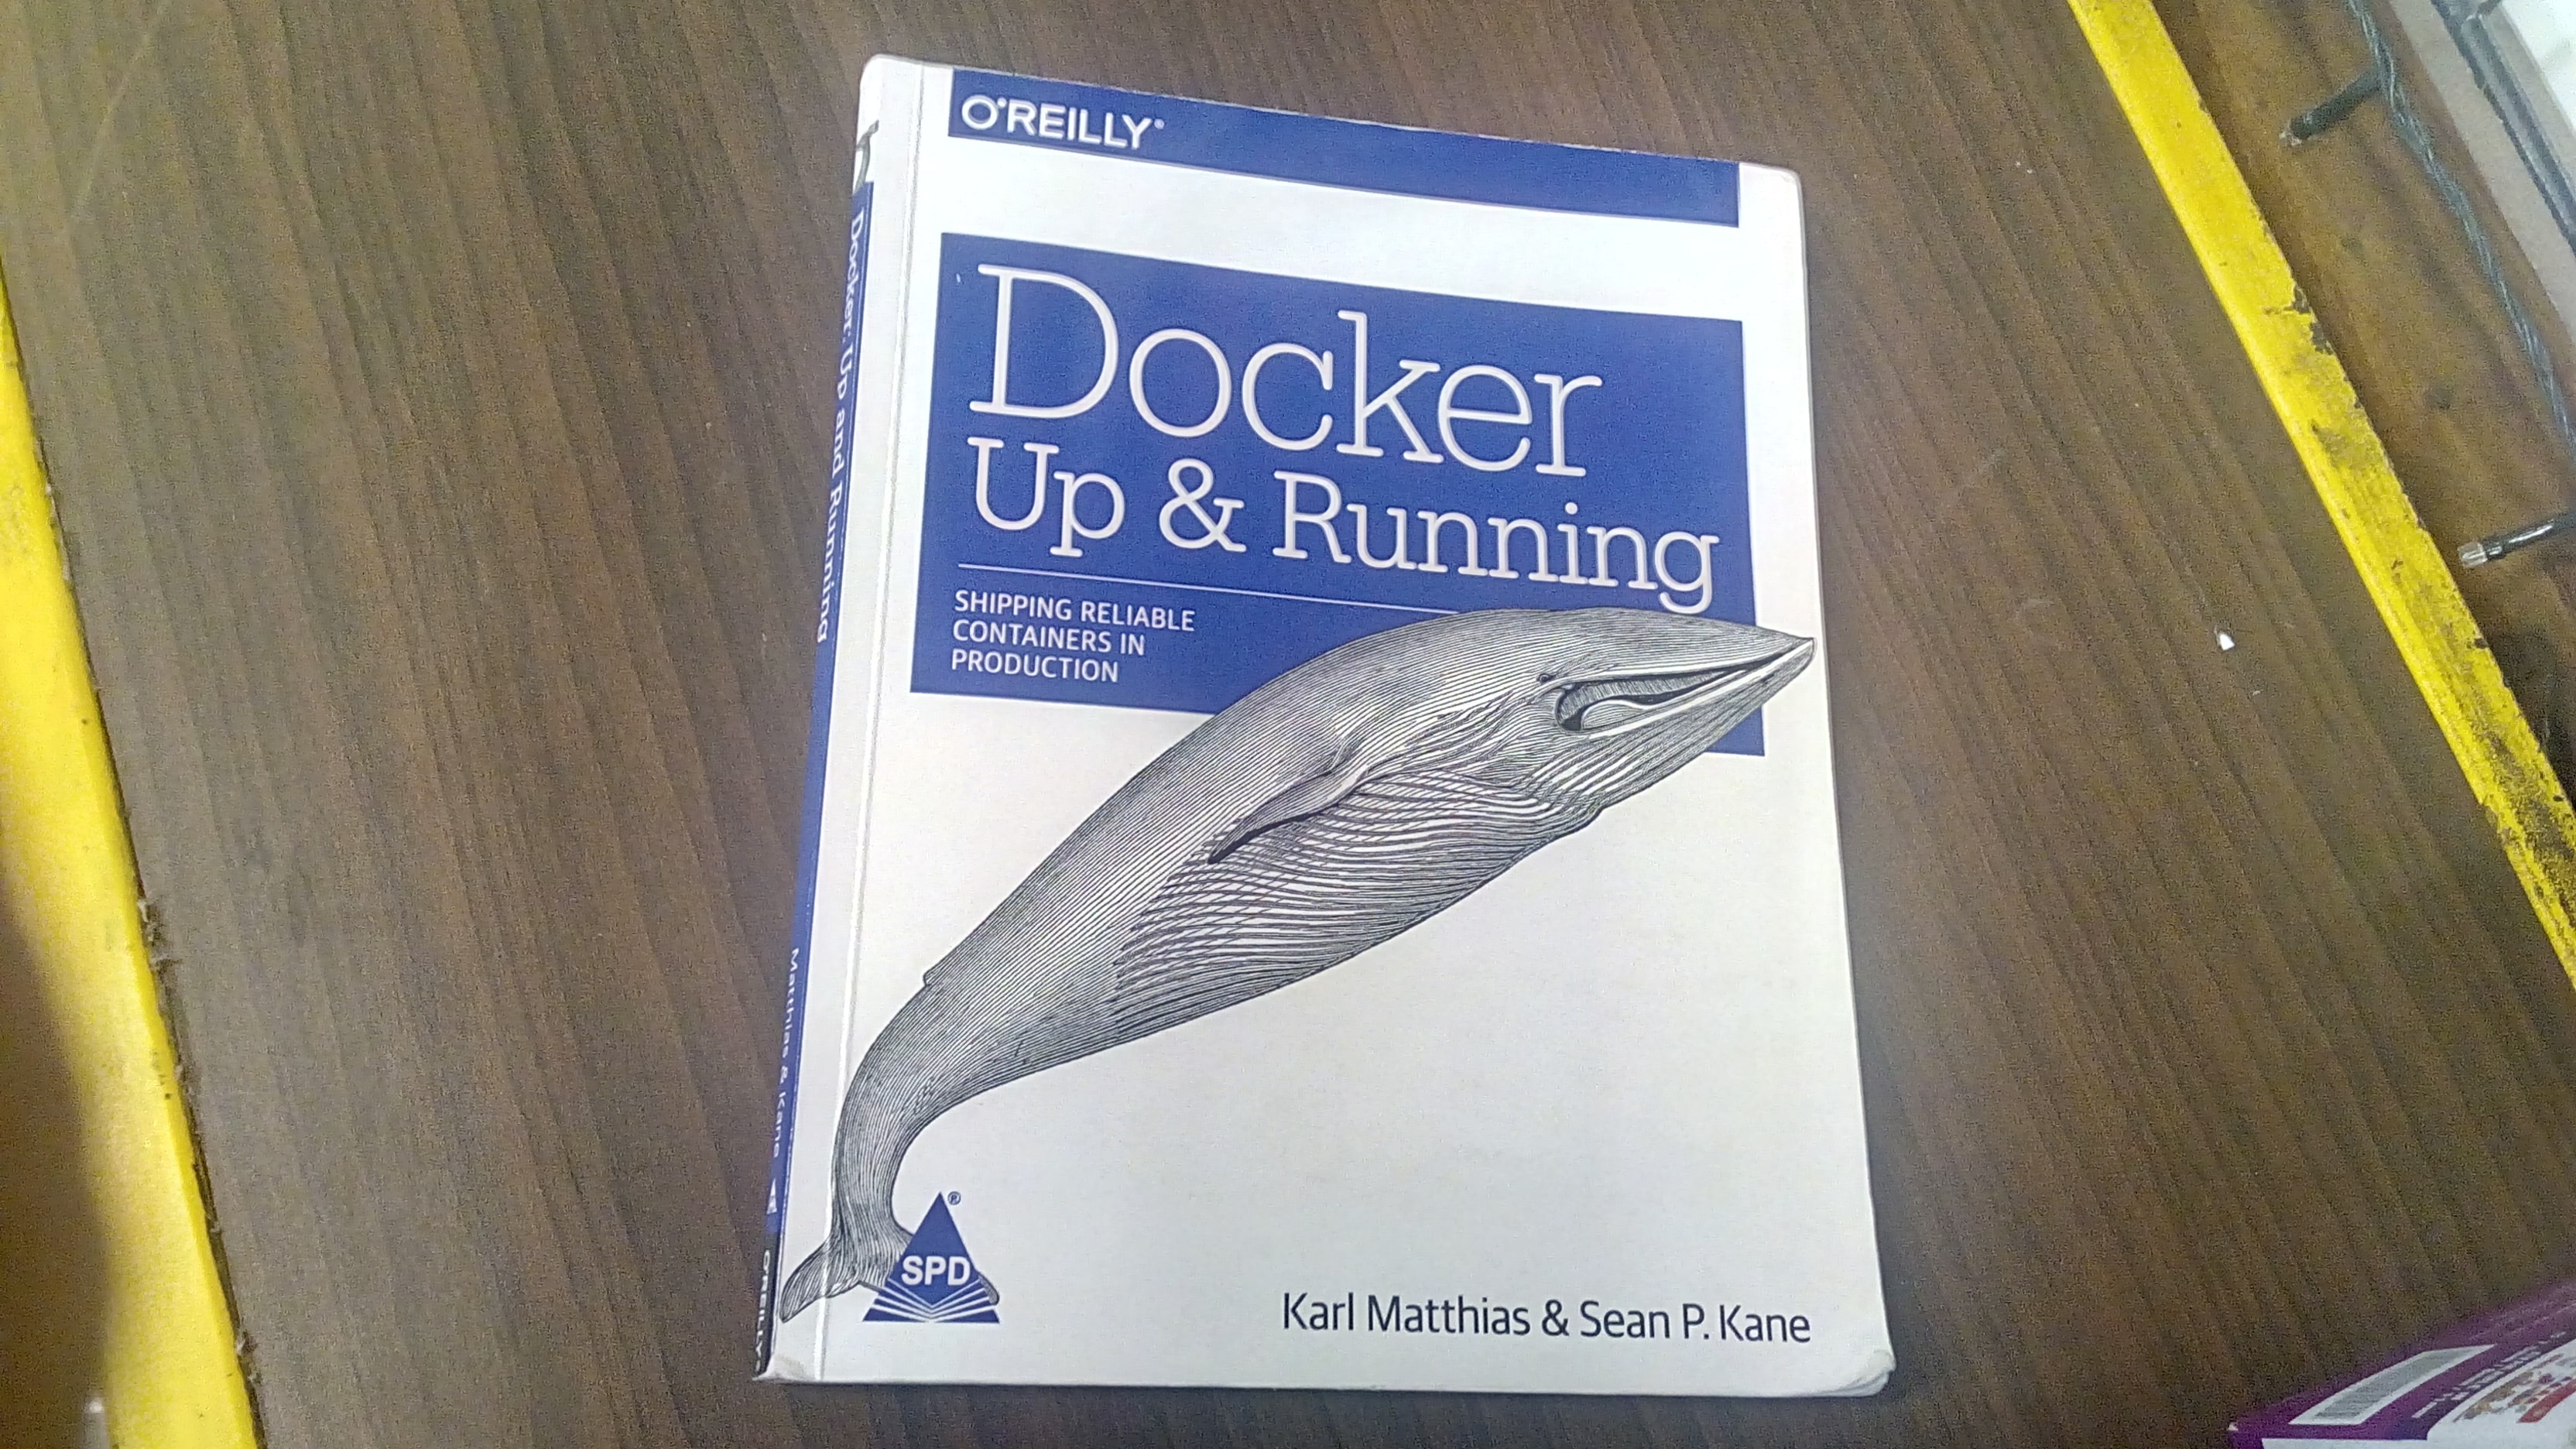 O'REILLY®
Docker
Up & Running
SHIPPING RELIABLE
CONTAINERS IN
PRODUCTION
®
SPD
Karl Matthias & Sean P. Kane
Docker: Up and Running
Matthias & Kane
O'REILLY®